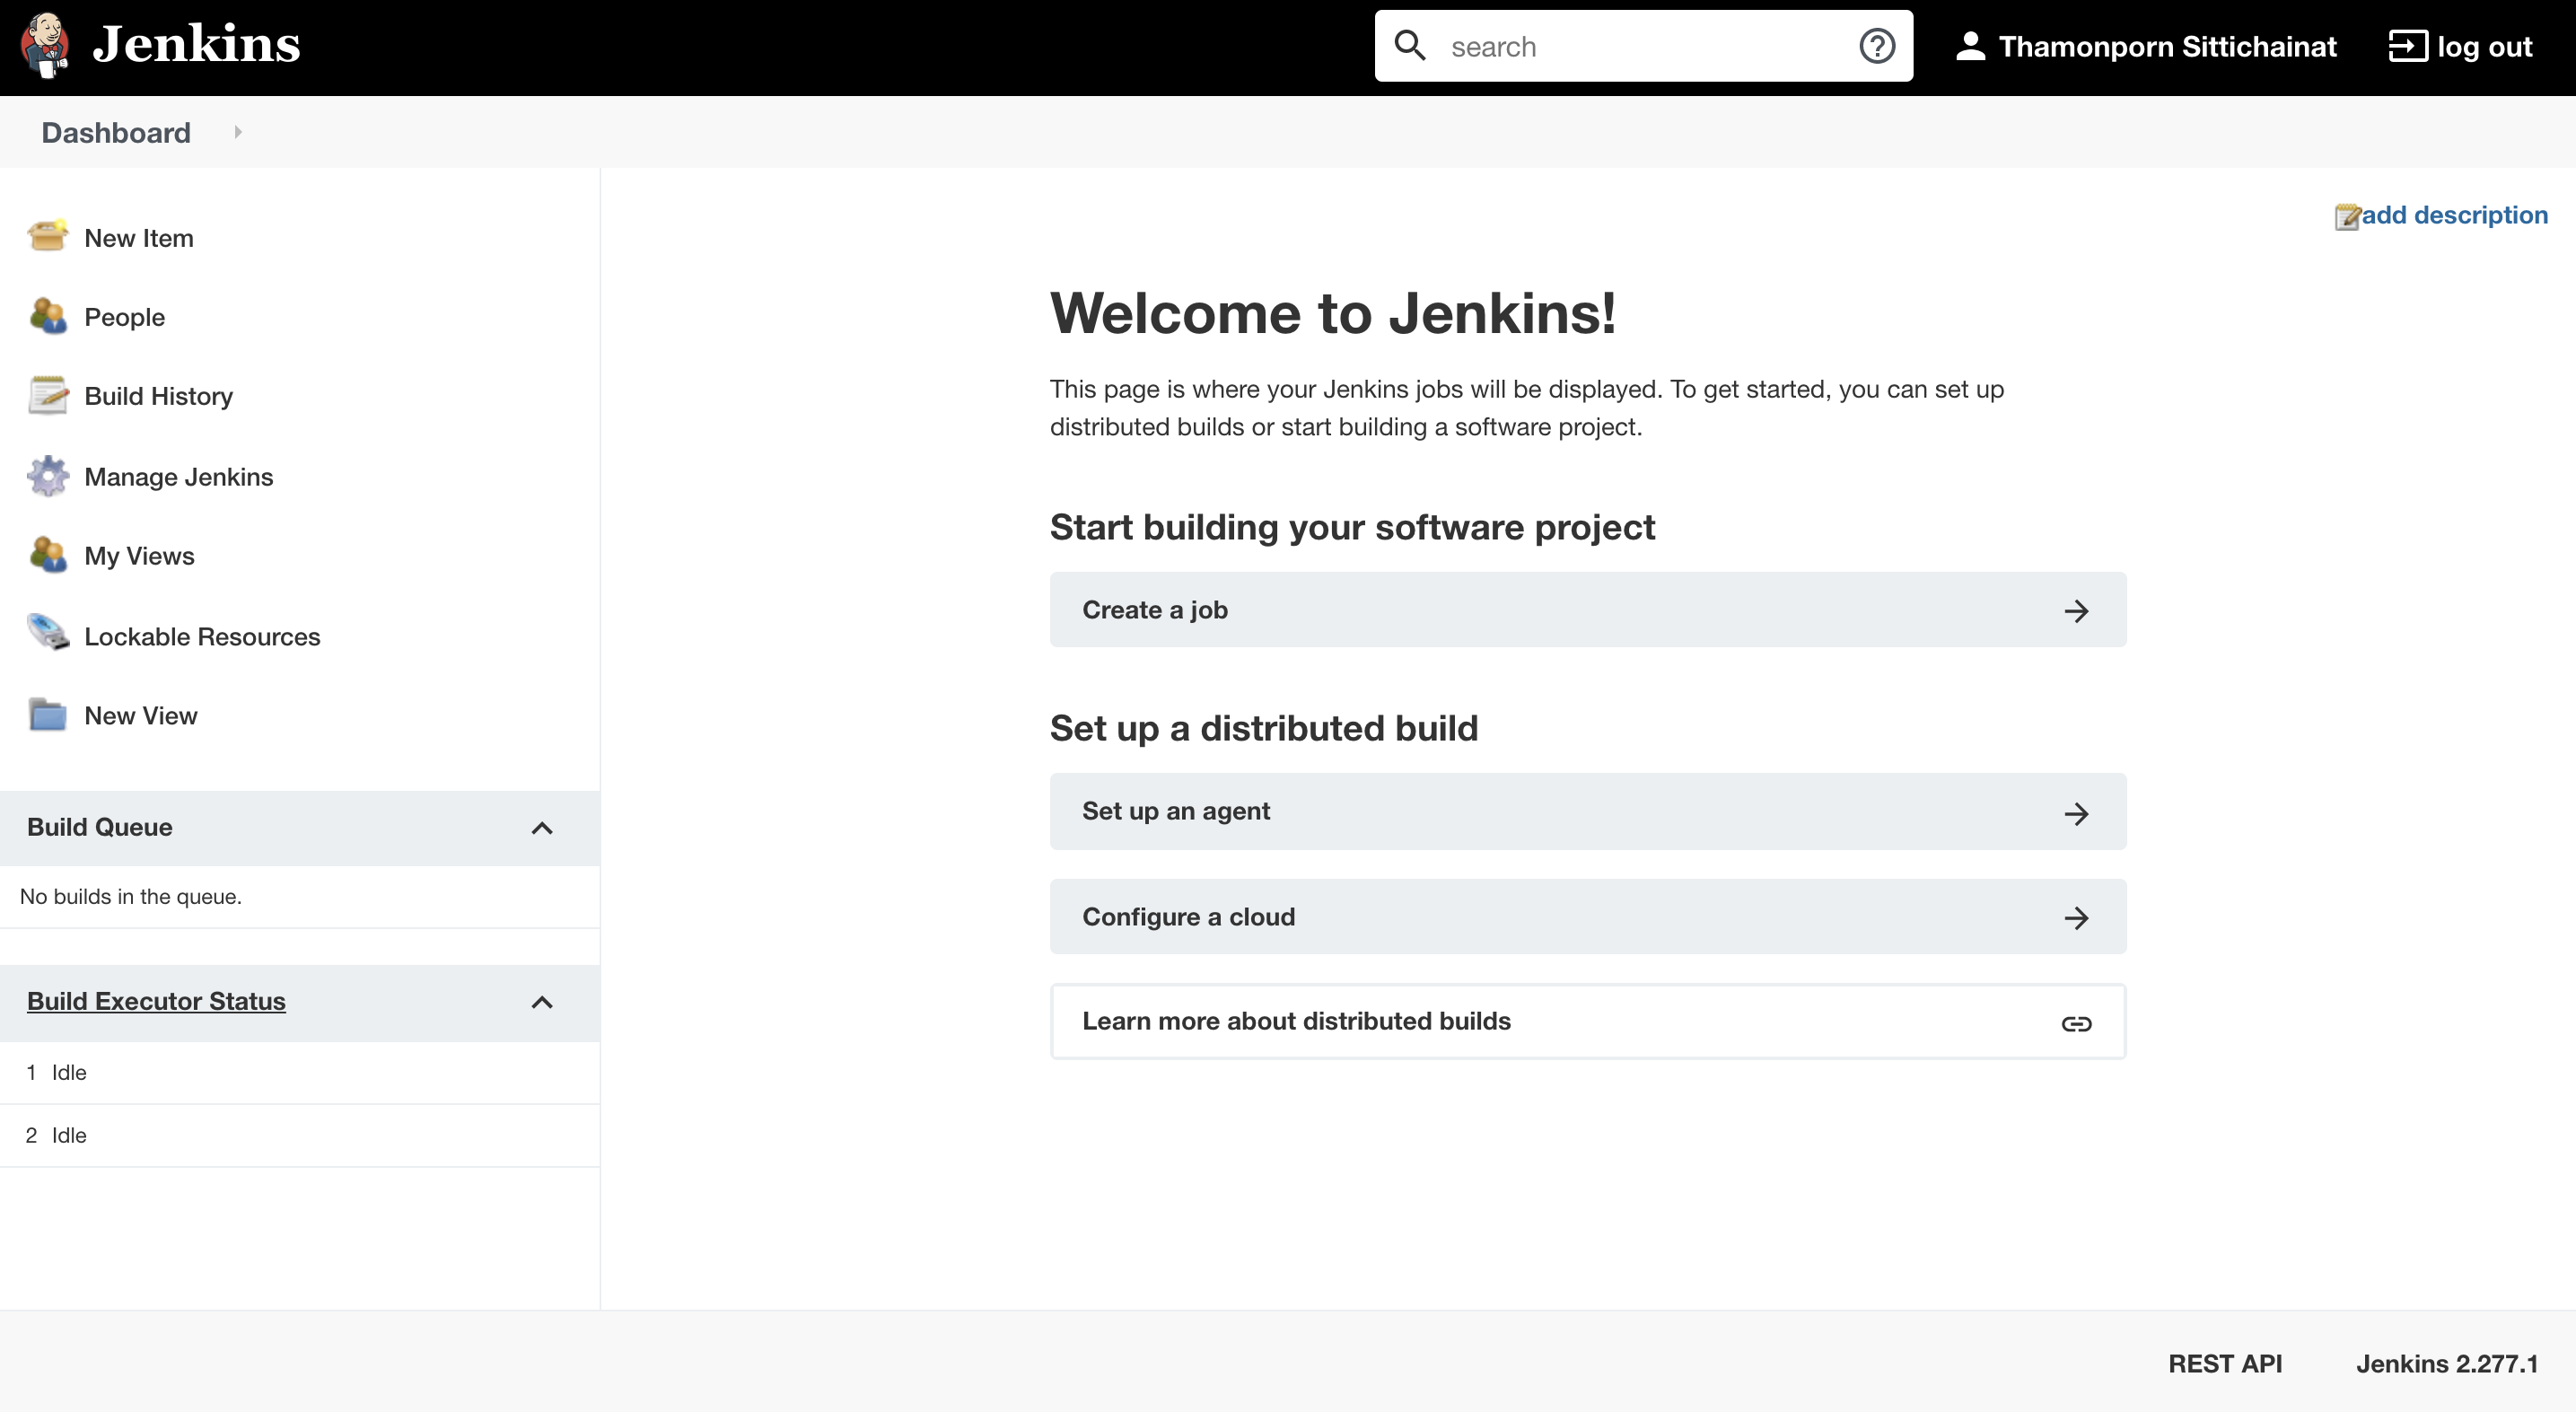 Jenkins
search
Thamonporn Sittichainat
log out
Dashboard
New Item
People
Build History
Manage Jenkins
My Views
Lockable Resources
New View
Build Queue
No builds in the queue.
Build Executor Status
1 Idle
2 Idle
add description
Welcome to Jenkins!
This page is where your Jenkins jobs will be displayed. To get started, you can set up
distributed builds or start building a software project.
Start building your software project
Create a job
Set up a distributed build
Set up an agent
Configure a cloud
Learn more about distributed builds
REST API
Jenkins 2.277.1